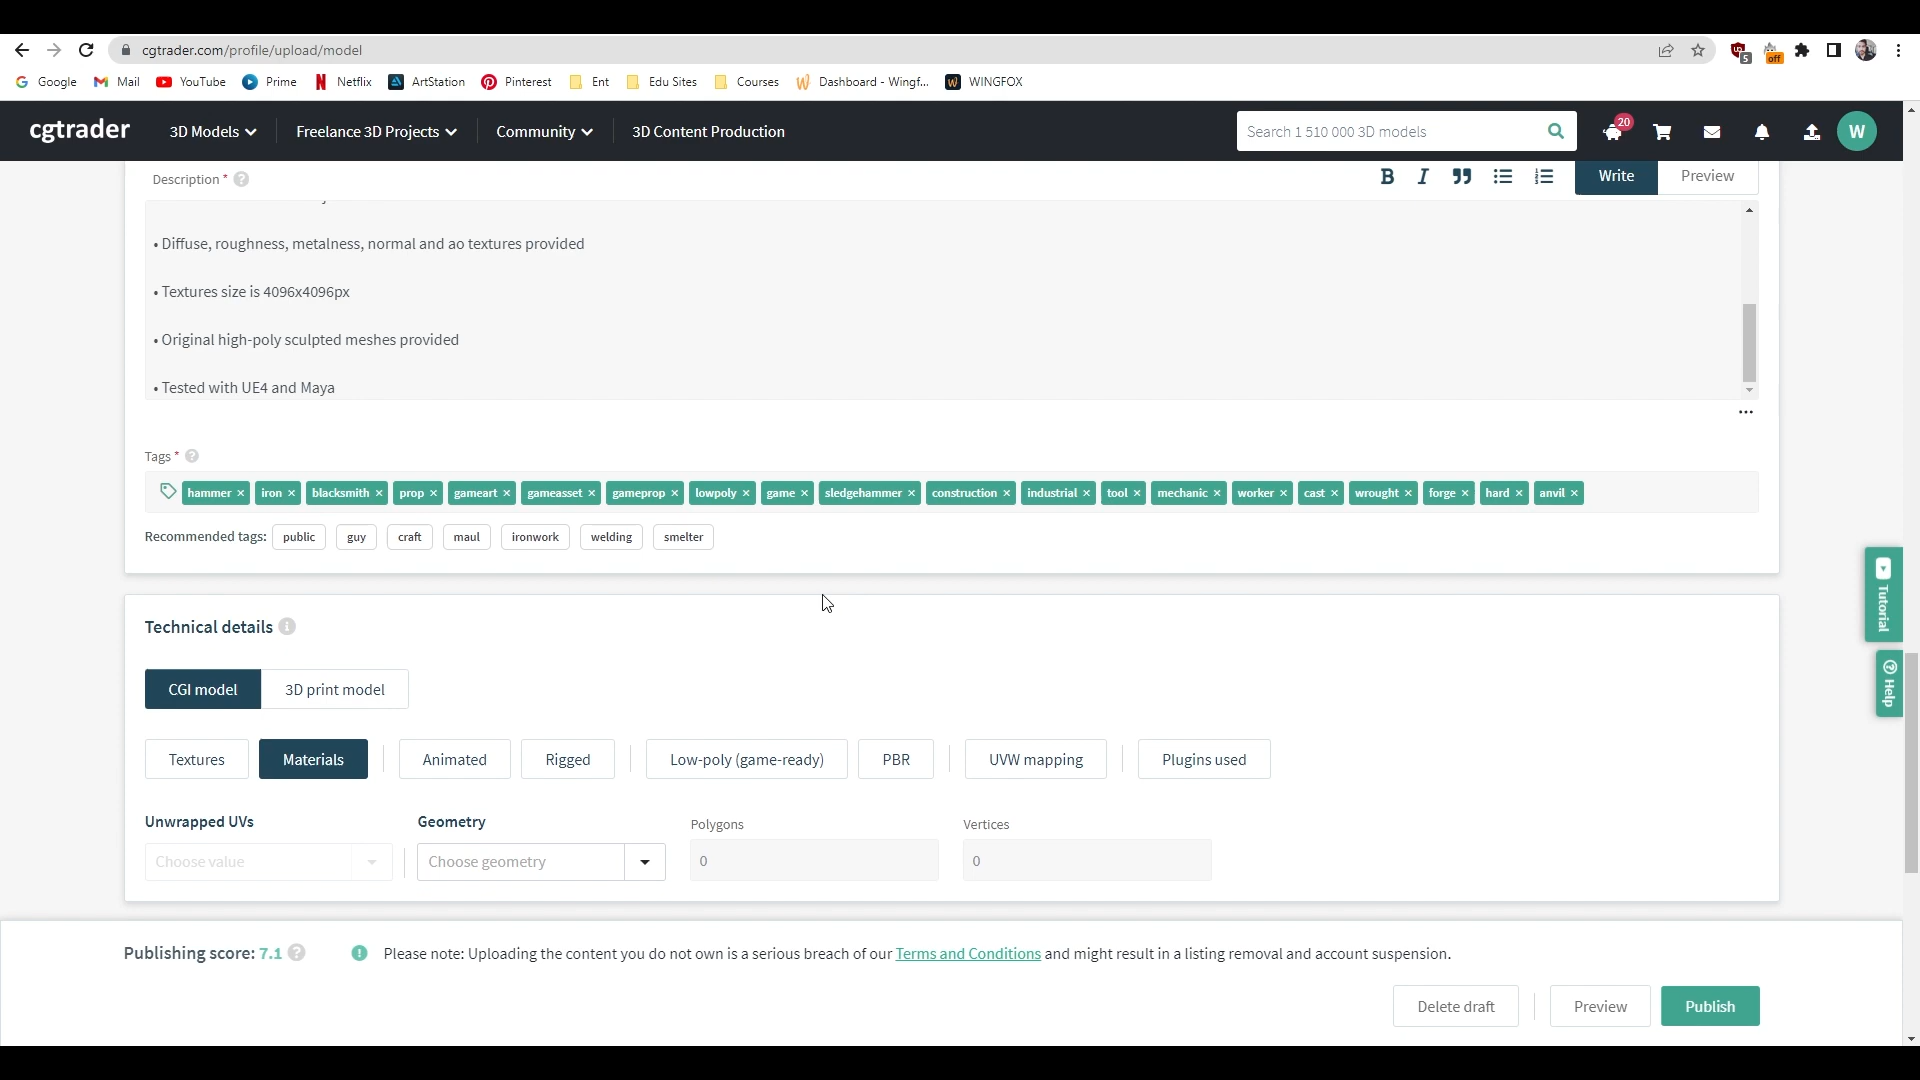 cgtrader.com/profile/upload/model
5
off
Google Mail YouTube Prime Netflix ArtStation Pinterest Ent Edu Sites Courses Dashboard - Wingf... WINGFOX
cgtrader 3D Models Freelance 3D Projects Community 3D Content Production Search 1 510 000 3D models 20 W
Description * ? B I Write Preview
• Diffuse, roughness, metalness, normal and ao textures provided
• Textures size is 4096x4096px
• Original high-poly sculpted meshes provided
• Tested with UE4 and Maya
Tags * ?
hammer × iron × blacksmith × prop × gameart × gameasset × gameprop × lowpoly × game × sledgehammer × construction × industrial × tool × mechanic × worker × cast × wrought × forge × hard × anvil ×
Recommended tags: public guy craft maul ironwork welding smelter
Tutorial
Technical details i
? Help
CGI model 3D print model
Textures Materials Animated Rigged Low-poly (game-ready) PBR UVW mapping Plugins used
Unwrapped UVs Geometry Polygons Vertices
Choose value Choose geometry 0 0
Publishing score: 7.1 ? ! Please note: Uploading the content you do not own is a serious breach of our Terms and Conditions and might result in a listing removal and account suspension.
Delete draft Preview Publish